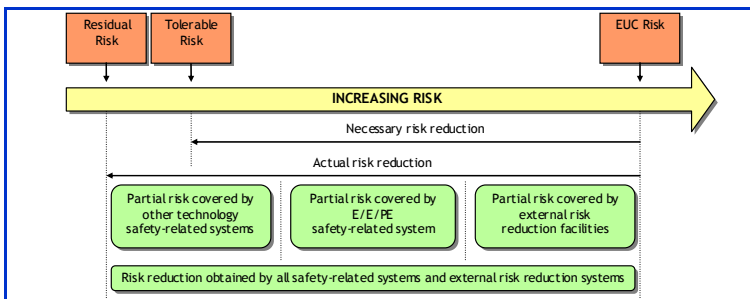 Residual
Risk
Tolerable
Risk
EUC Risk
INCREASING RISK
Necessary risk reduction
Actual risk reduction
Partial risk covered by
other technology
safety-related systems
Partial risk covered by
E/E/PE
safety-related system
Partial risk covered by
external risk
reduction facilities
Risk reduction obtained by all safety-related systems and external risk reduction systems